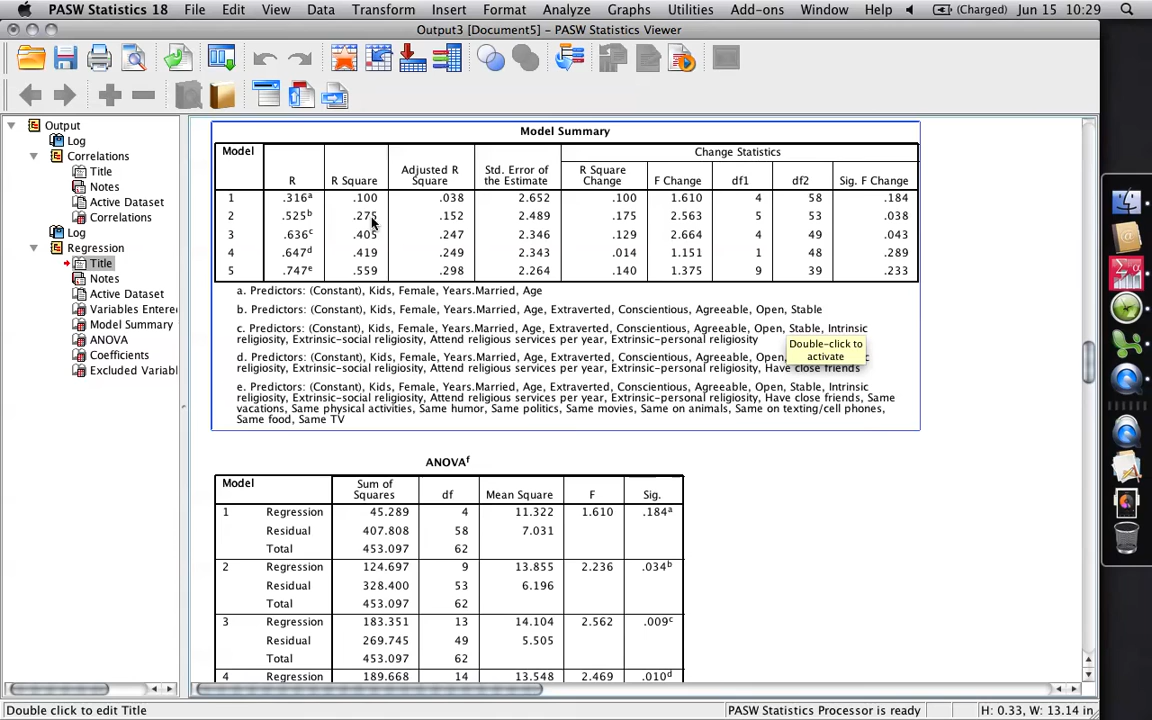 PASW Statistics 18 File Edit View Data Transform Insert Format Analyze Graphs Utilities Add-ons Window Help (Charged) Jun 15 10:29
Output3 [Document5] - PASW Statistics Viewer
Output
Log
Correlations
Title
Notes
Active Dataset
Correlations
Log
Regression
Title
Notes
Active Dataset
Variables Entere
Model Summary
ANOVA
Coefficients
Excluded Variabl
Model Summary
Change Statistics
Model R R Square Adjusted R Square Std. Error of the Estimate R Square Change F Change df1 df2 Sig. F Change
1 .316a .100 .038 2.652 .100 1.610 4 58 .184
2 .525b .275 .152 2.489 .175 2.563 5 53 .038
3 .636c .405 .247 2.346 .129 2.664 4 49 .043
4 .647d .419 .249 2.343 .014 1.151 1 48 .289
5 .747e .559 .298 2.264 .140 1.375 9 39 .233
a. Predictors: (Constant), Kids, Female, Years.Married, Age
b. Predictors: (Constant), Kids, Female, Years.Married, Age, Extraverted, Conscientious, Agreeable, Open, Stable
c. Predictors: (Constant), Kids, Female, Years.Married, Age, Extraverted, Conscientious, Agreeable, Open, Stable, Intrinsic
religiosity, Extrinsic-social religiosity, Attend religious services per year, Extrinsic-personal religiosity
d. Predictors: (Constant), Kids, Female, Years.Married, Age, Extraverted, Conscientious, Agreeable, Open,
religiosity, Extrinsic-social religiosity, Attend religious services per year, Extrinsic-personal religiosity, Have close friends
e. Predictors: (Constant), Kids, Female, Years.Married, Age, Extraverted, Conscientious, Agreeable, Open, Stable, Intrinsic
religiosity, Extrinsic-social religiosity, Attend religious services per year, Extrinsic-personal religiosity, Have close friends, Same
vacations, Same physical activities, Same humor, Same politics, Same movies, Same on animals, Same on texting/cell phones,
Same food, Same TV
Double-click to
activate
ANOVAf
Model Sum of Squares df Mean Square F Sig.
1 Regression 45.289 4 11.322 1.610 .184a
Residual 407.808 58 7.031
Total 453.097 62
2 Regression 124.697 9 13.855 2.236 .034b
Residual 328.400 53 6.196
Total 453.097 62
3 Regression 183.351 13 14.104 2.562 .009c
Residual 269.745 49 5.505
Total 453.097 62
4 Regression 189.668 14 13.548 2.469 .010d
Double click to edit Title PASW Statistics Processor is ready H: 0.33, W: 13.14 in.